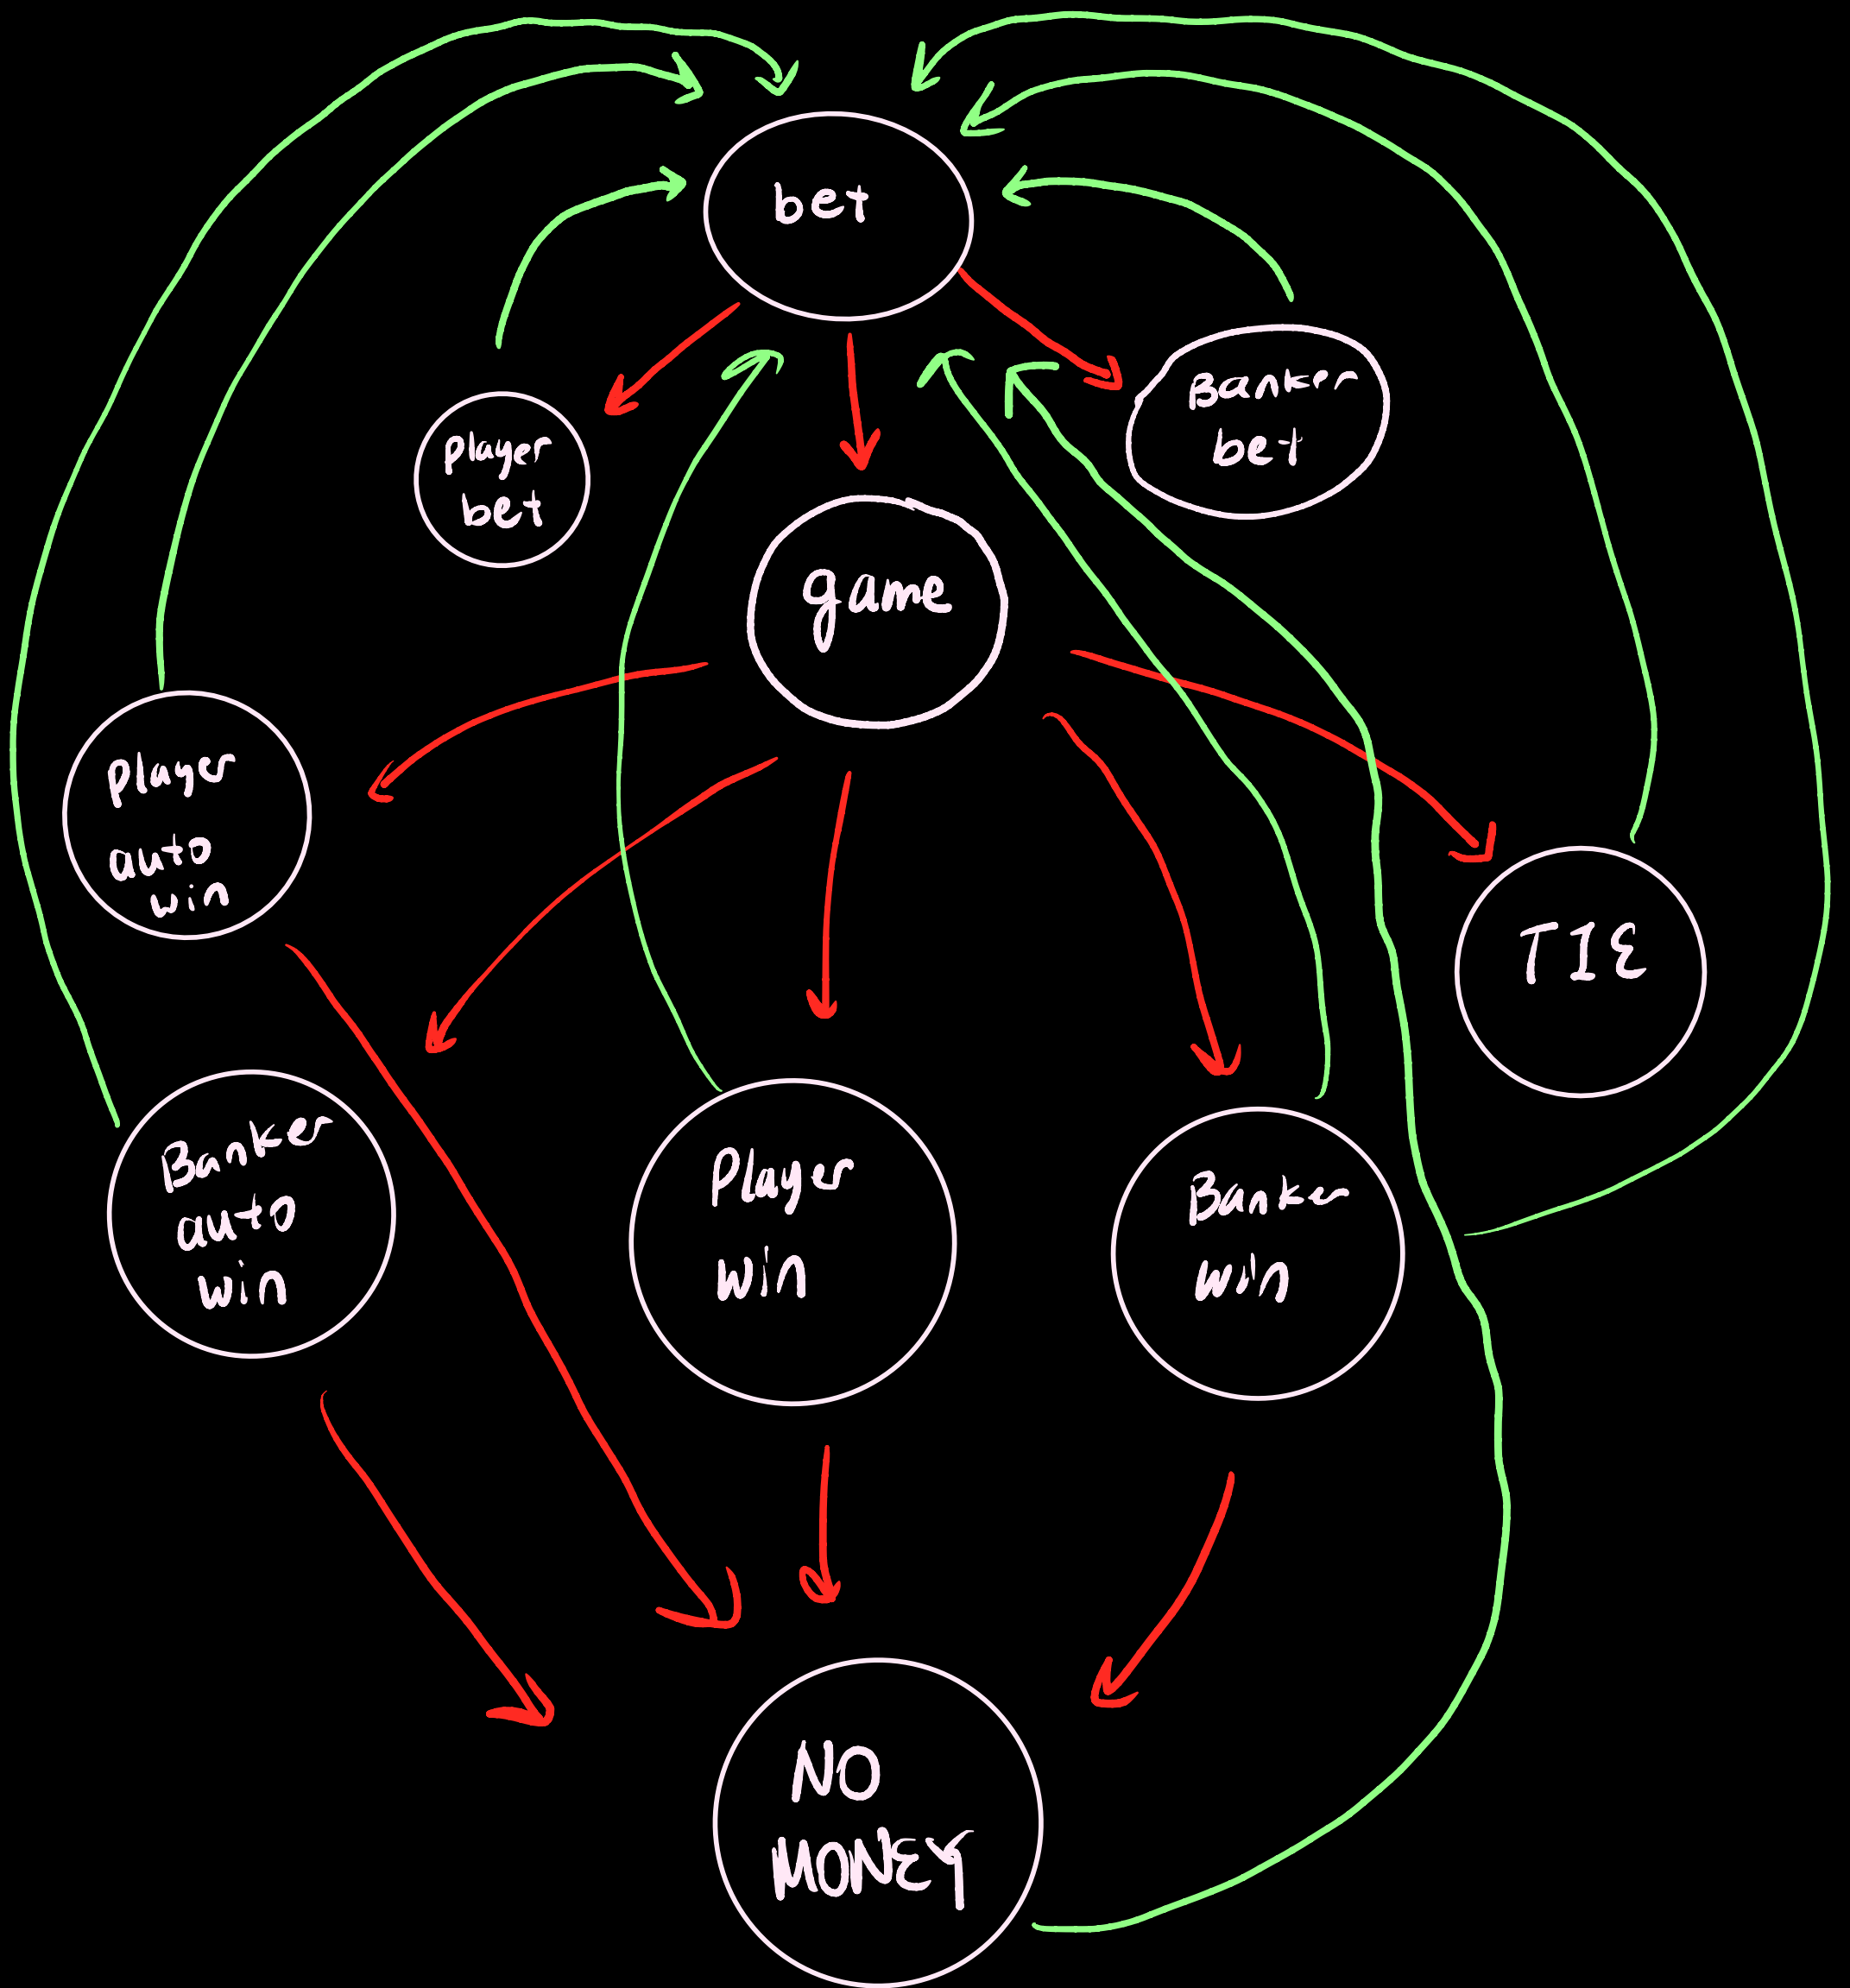 bet
Banker
bet
player
bet
game
player
auto
win
TIE
Banker
auto
win
Player
win
Banker
win
NO
MONEY